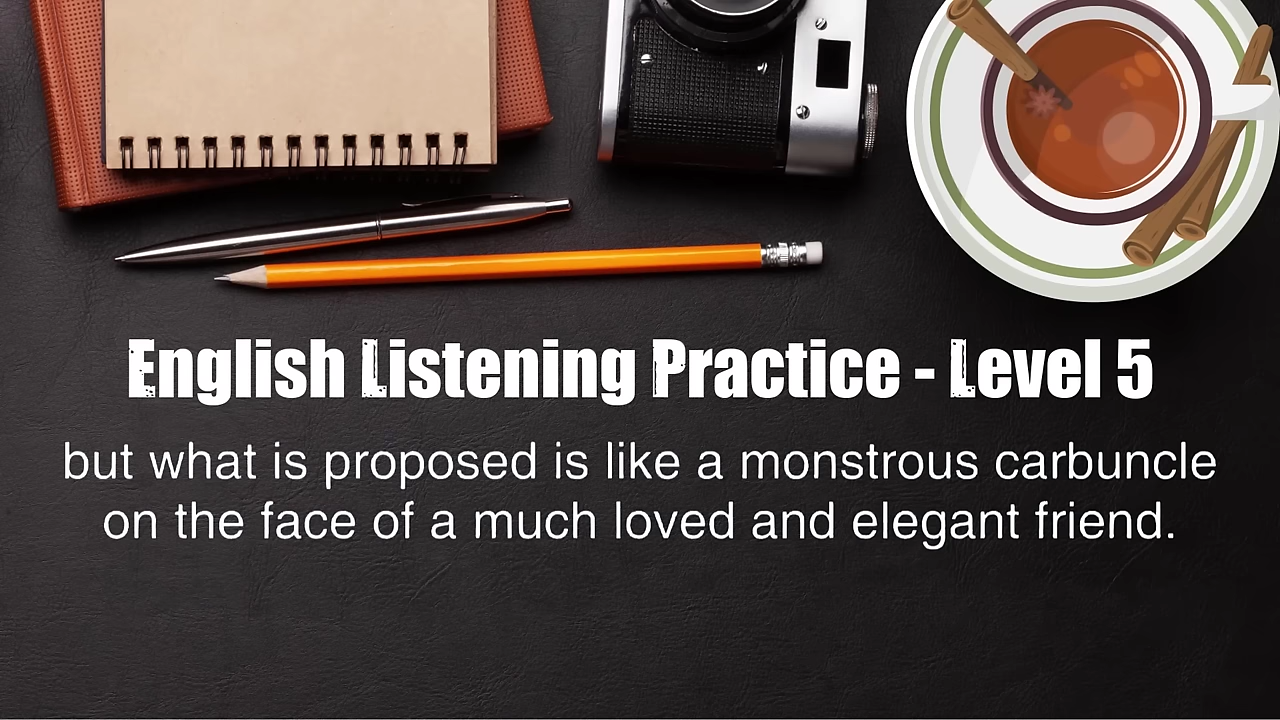 English Listening Practice - Level 5
but what is proposed is like a monstrous carbuncle
on the face of a much loved and elegant friend.